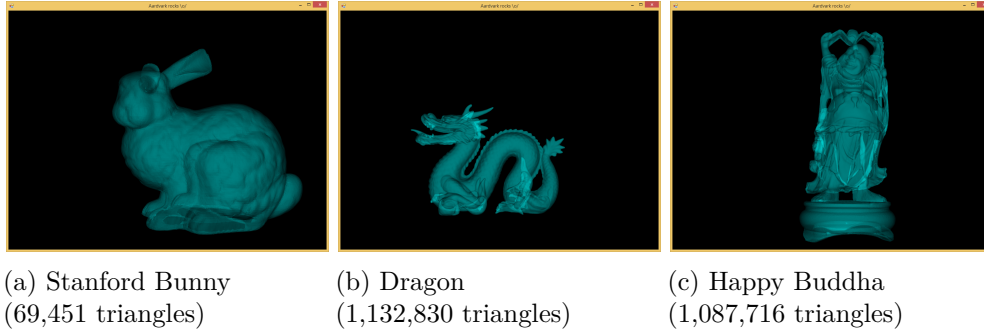 Aardvark rocks \o/
Aardvark rocks \o/
Aardvark rocks \o/
(a) Stanford Bunny
(69,451 triangles)
(b) Dragon
(1,132,830 triangles)
(c) Happy Buddha
(1,087,716 triangles)